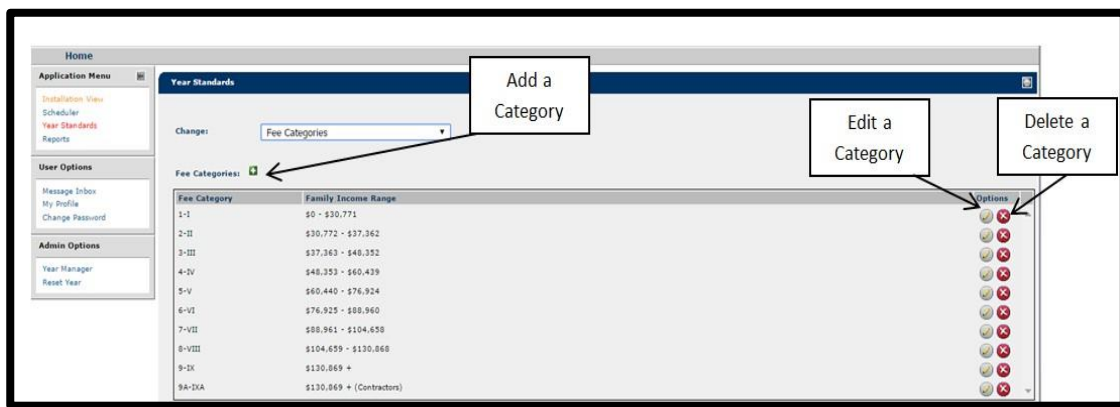 Home
Application Menu
Installation View
Scheduler
Year Standards
Reports
User Options
Message Inbox
My Profile
Change Password
Admin Options
Year Manager
Reset Year
Year Standards
Change: Fee Categories
Fee Categories:
Fee Category Family Income Range Options
1-I $0 - $30,771
2-II $30,772 - $37,362
3-III $37,363 - $48,352
4-IV $48,353 - $60,439
5-V $60,440 - $76,924
6-VI $76,925 - $88,960
7-VII $88,961 - $104,658
8-VIII $104,659 - $130,868
9-IX $130,869 +
9A-IXA $130,869 + (Contractors)
Add a
Category
Edit a
Category
Delete a
Category